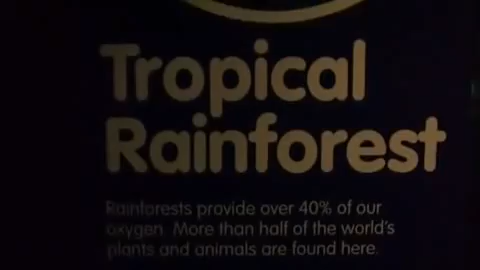 Tropical
Rainforest
Rainforests provide over 40% of our
oxygen. More than half of the world's
plants and animals are found here.